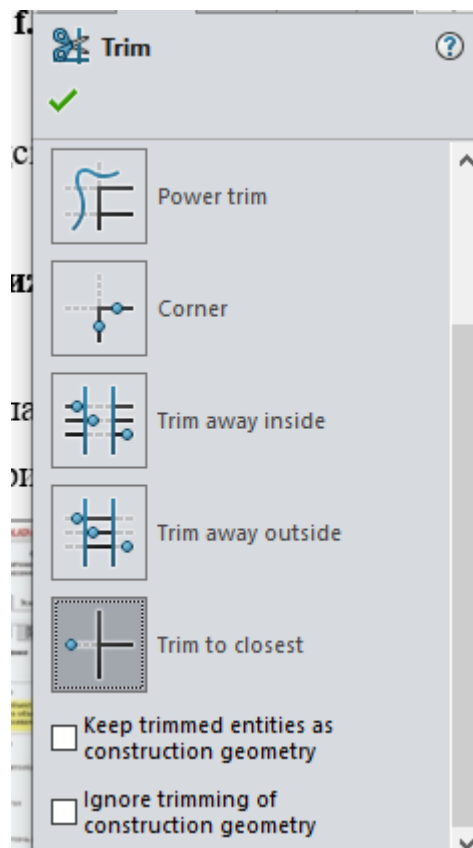 f.
Trim
Power trim
Corner
Trim away inside
Trim away outside
Trim to closest
Keep trimmed entities as
construction geometry
Ignore trimming of
construction geometry